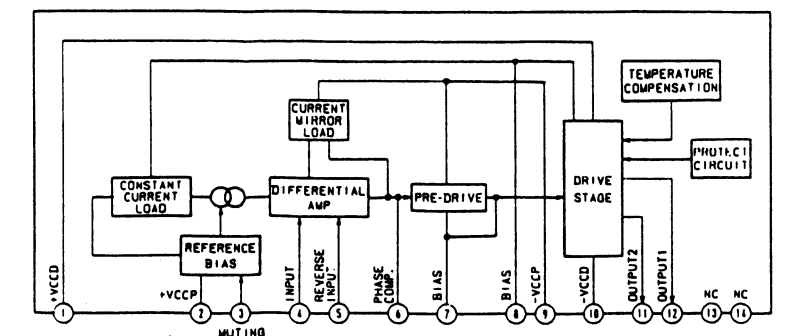 TEMPERATURE
COMPENSATION
CURRENT
MIRROR
LOAD
PROTECT
CIRCUIT
CONSTANT
CURRENT
LOAD
DIFFERENTIAL
AMP
PRE-DRIVE
DRIVE
STAGE
REFERENCE
BIAS
+VCCD
+VCCP
INPUT
REVERSE
INPUT
PHASE
COMP.
BIAS
BIAS
-VCCP
-VCCD
OUTPUT2
OUTPUT1
NC
NC
1
2
3
4
5
6
7
8
9
10
11
12
13
14
MUTING